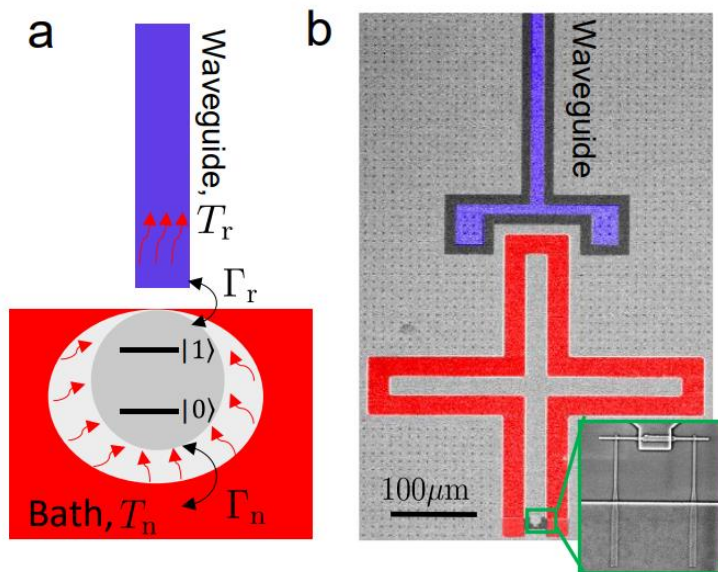 a
Waveguide, T_r
Γ_r
|1⟩
|0⟩
Bath, T_n
Γ_n
b
Waveguide
100μm